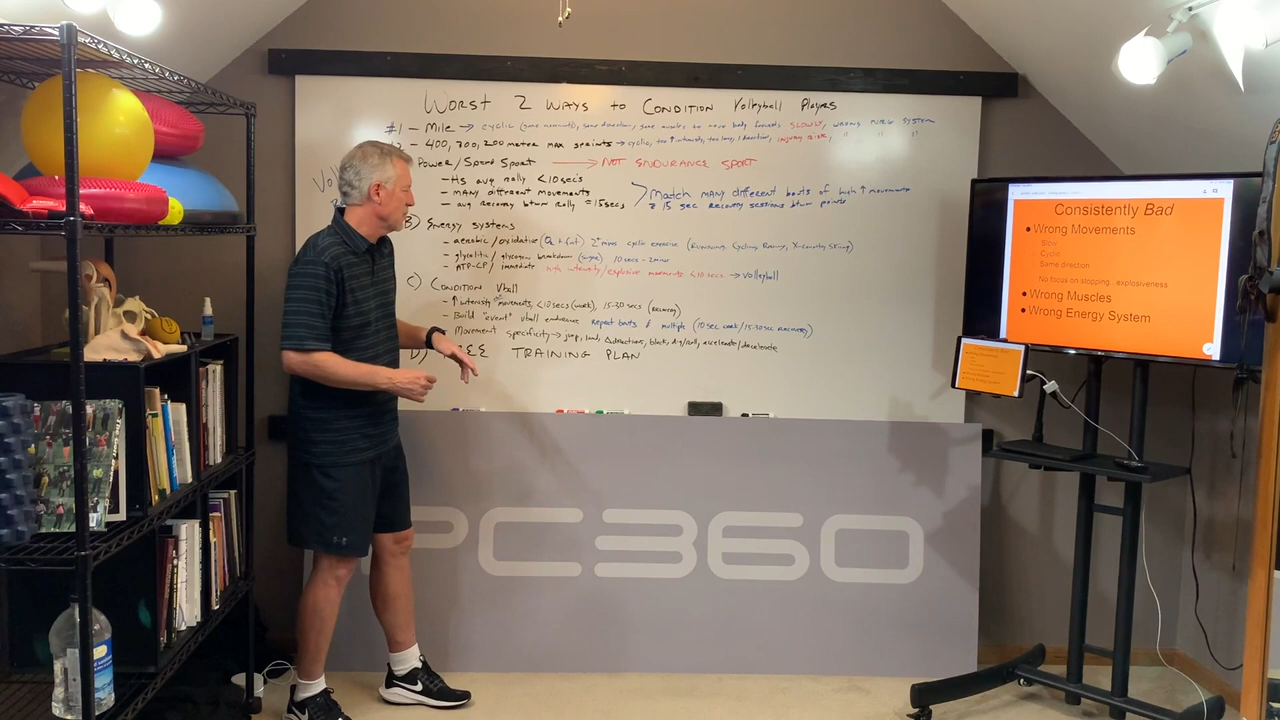 WORST 2 WAYS to CONDITION Volleyball Players
#1 - Mile → cyclic (same movements), same direction, same muscles to move body forward SLOWLY, WRONG NRG SYSTEM
- 400, 300, 200 meter max sprints → cyclic, too ↑ intensity, too long, 1 direction, injury risk, " " "
Power/Speed Sport → NOT ENDURANCE SPORT
- HS avg rally < 10 secs
- MANY different movements
- avg recovery btwn rally = 15 secs
Match MANY different bouts of high ↑ movements
15 sec recovery sessions btwn points
B) Energy systems
- aerobic/oxidative (O2 + fat) 2+ mins cyclic exercise (Running, Cycling, Rowing, X-country Skiing)
- glycolitic/glycogen breakdown (sugar) 10 secs - 2 min
- ATP-CP/immediate high intensity/explosive movements < 10 secs → volleyball
C) CONDITION Vball
- ↑ intensity movements, < 10 secs (work), 15-30 secs (recovery)
- Build "event" vball endurance repeat bouts multiple (10 sec work/15-30 sec recovery)
Movement specificity → jump, land, Δ directions, block, dig/roll, accelerate/decelerate
D) TRAINING PLAN
PC360
Consistently Bad
● Wrong Movements
Slow
Cyclic
Same direction
No focus on stopping...explosiveness
● Wrong Muscles
● Wrong Energy System